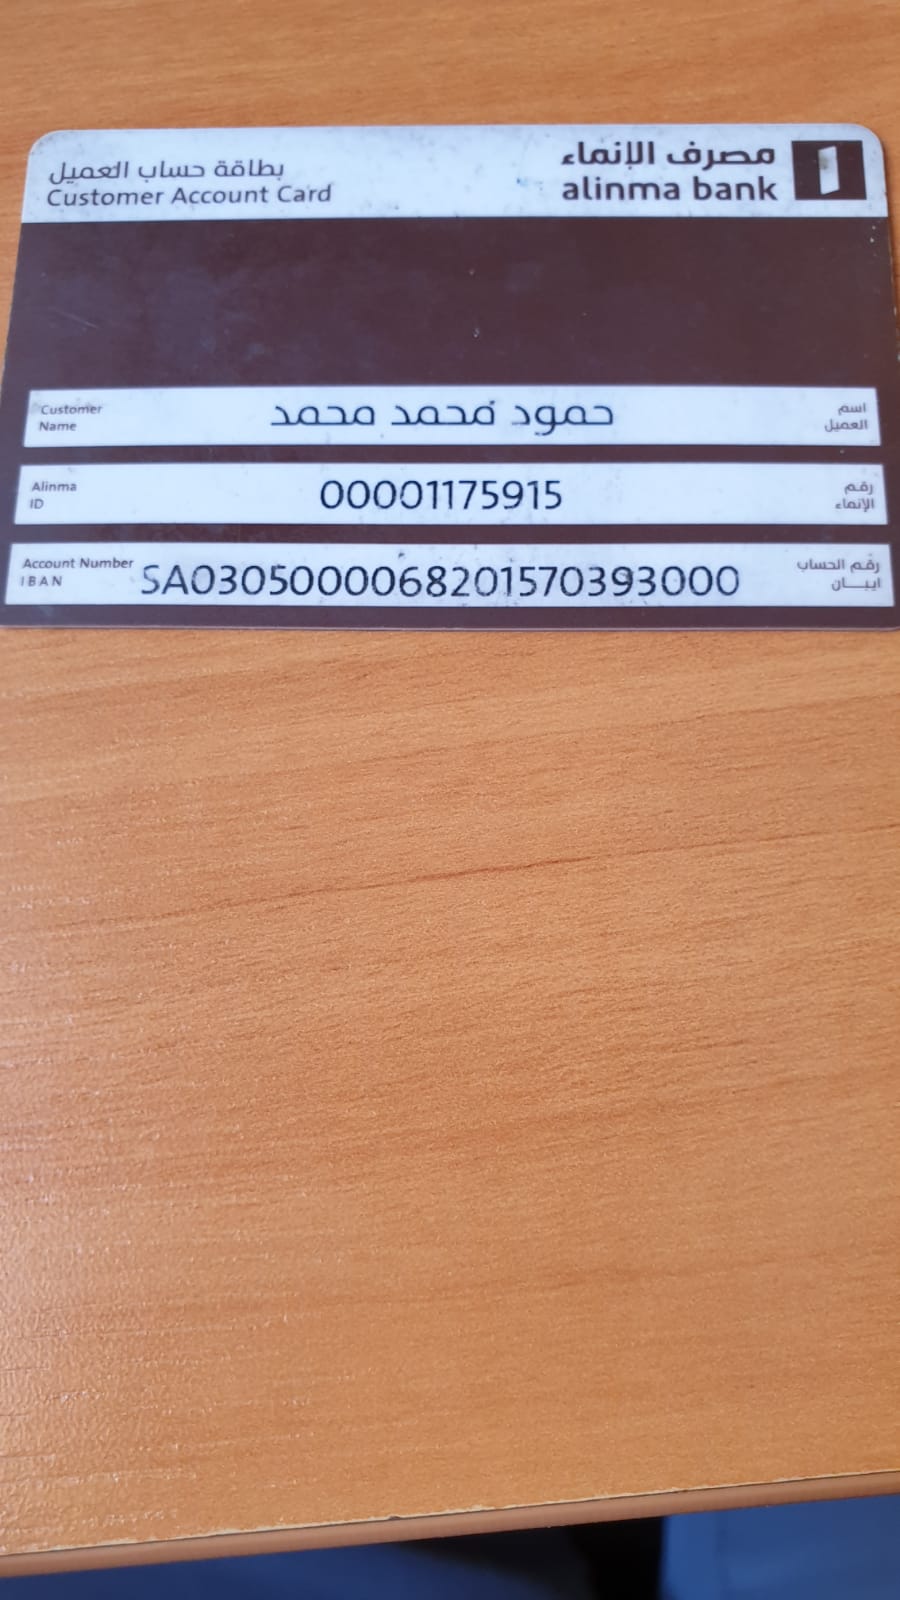 مصرف الإنماء
alinma bank
بطاقة حساب العميل
Customer Account Card
Customer Name حمود محمد محمد اسم العميل
Alinma ID 00001175915 رقم الإنماء
Account Number IBAN SA0305000068201570393000 رقم الحساب ايبـــان